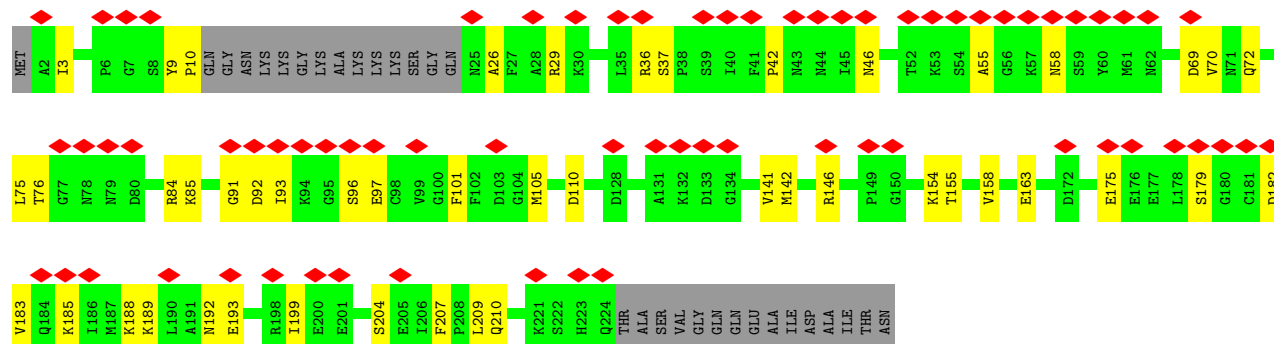 MET A2 I3 P6 G7 S8 Y9 P10 GLN GLY ASN LYS LYS GLY LYS ALA LYS LYS LYS SER GLY GLN N25 A26 F27 A28 R29 K30 L35 R36 S37 P38 S39 I40 F41 P42 N43 N44 I45 N46 T52 K53 S54 A55 G56 K57 N58 S59 Y60 M61 N62 D69 V70 N71 Q72
L75 T76 G77 N78 N79 D80 R84 K85 G91 D92 I93 K94 G95 S96 E97 C98 V99 G100 F101 F102 D103 G104 M105 D110 D128 A131 K132 D133 G134 V141 M142 R146 P149 G150 K154 T155 V158 E163 D172 E175 E176 E177 L178 S179 G180 C181 D182
V183 Q184 K185 I186 M187 K188 K189 L190 A191 N192 E193 R198 I199 E200 E201 S204 E205 I206 F207 P208 L209 Q210 K221 S222 H223 Q224 THR ALA SER VAL GLY GLN GLN GLU ALA ILE ASP ALA ILE THR ASN